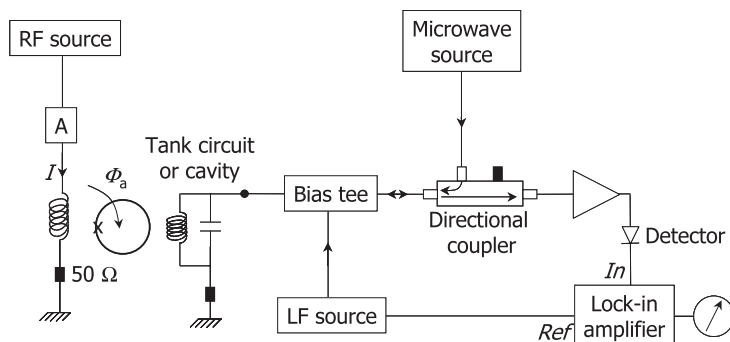 RF source
Microwave
source
A
Tank circuit
or cavity
I
Φa
x
Bias tee
Directional
coupler
Detector
50 Ω
In
LF source
Ref
Lock-in
amplifier